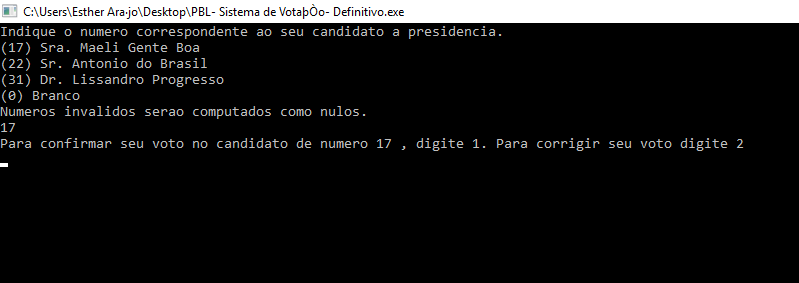 C:\Users\Esther Ara·jo\Desktop\PBL- Sistema de VotaþÒo- Definitivo.exe
Indique o numero correspondente ao seu candidato a presidencia.
(17) Sra. Maeli Gente Boa
(22) Sr. Antonio do Brasil
(31) Dr. Lissandro Progresso
(0) Branco
Numeros invalidos serao computados como nulos.
17
Para confirmar seu voto no candidato de numero 17 , digite 1. Para corrigir seu voto digite 2